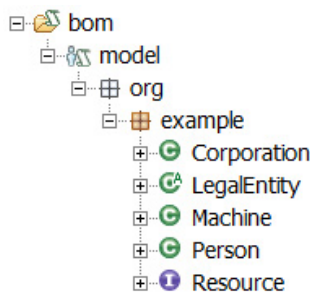 bom
model
org
example
Corporation
LegalEntity
Machine
Person
Resource